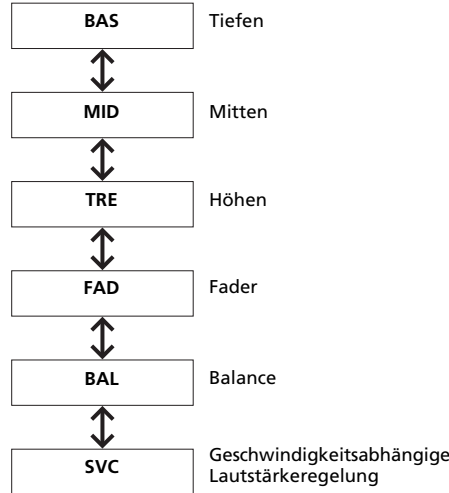 BAS Tiefen
MID Mitten
TRE Höhen
FAD Fader
BAL Balance
SVC Geschwindigkeitsabhängige
Lautstärkeregelung